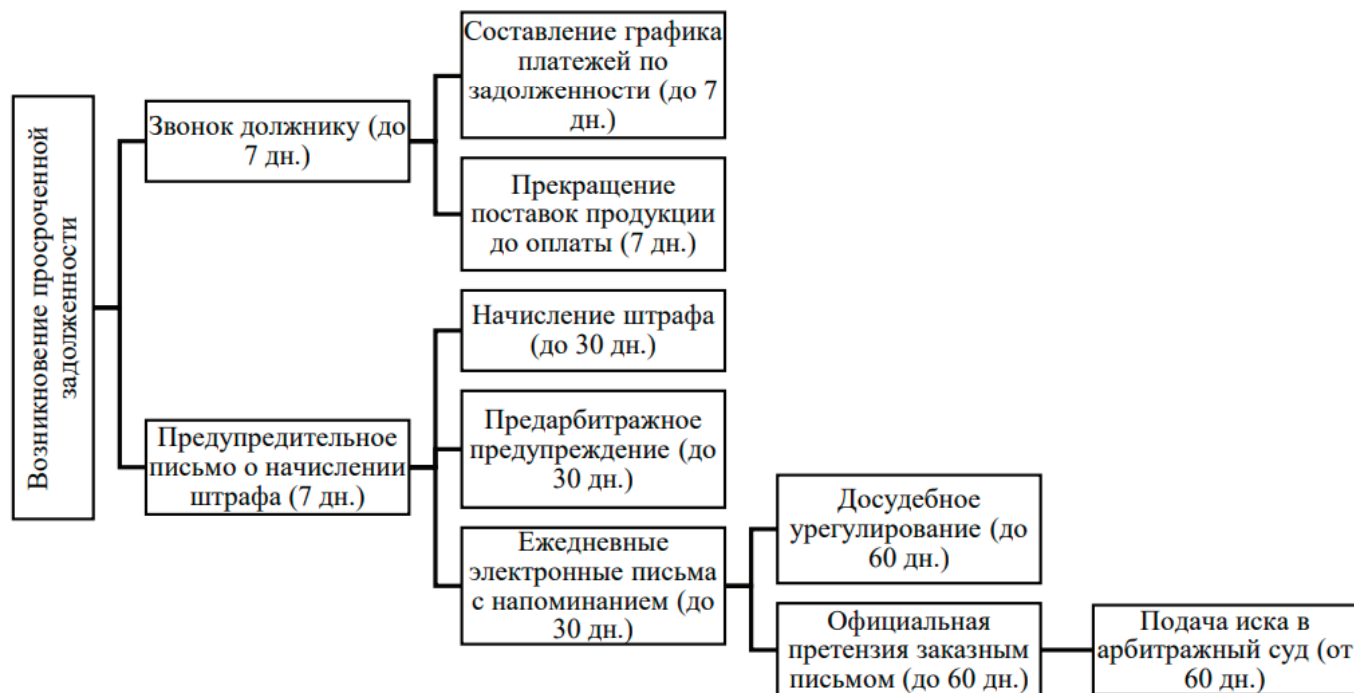 Возникновение просроченной
задолженности
Звонок должнику (до
7 дн.)
Составление графика
платежей по
задолженности (до 7
дн.)
Прекращение
поставок продукции
до оплаты (7 дн.)
Предупредительное
письмо о начислении
штрафа (7 дн.)
Начисление штрафа
(до 30 дн.)
Предарбитражное
предупреждение (до
30 дн.)
Ежедневные
электронные письма
с напоминанием (до
30 дн.)
Досудебное
урегулирование (до
60 дн.)
Официальная
претензия заказным
письмом (до 60 дн.)
Подача иска в
арбитражный суд (от
60 дн.)